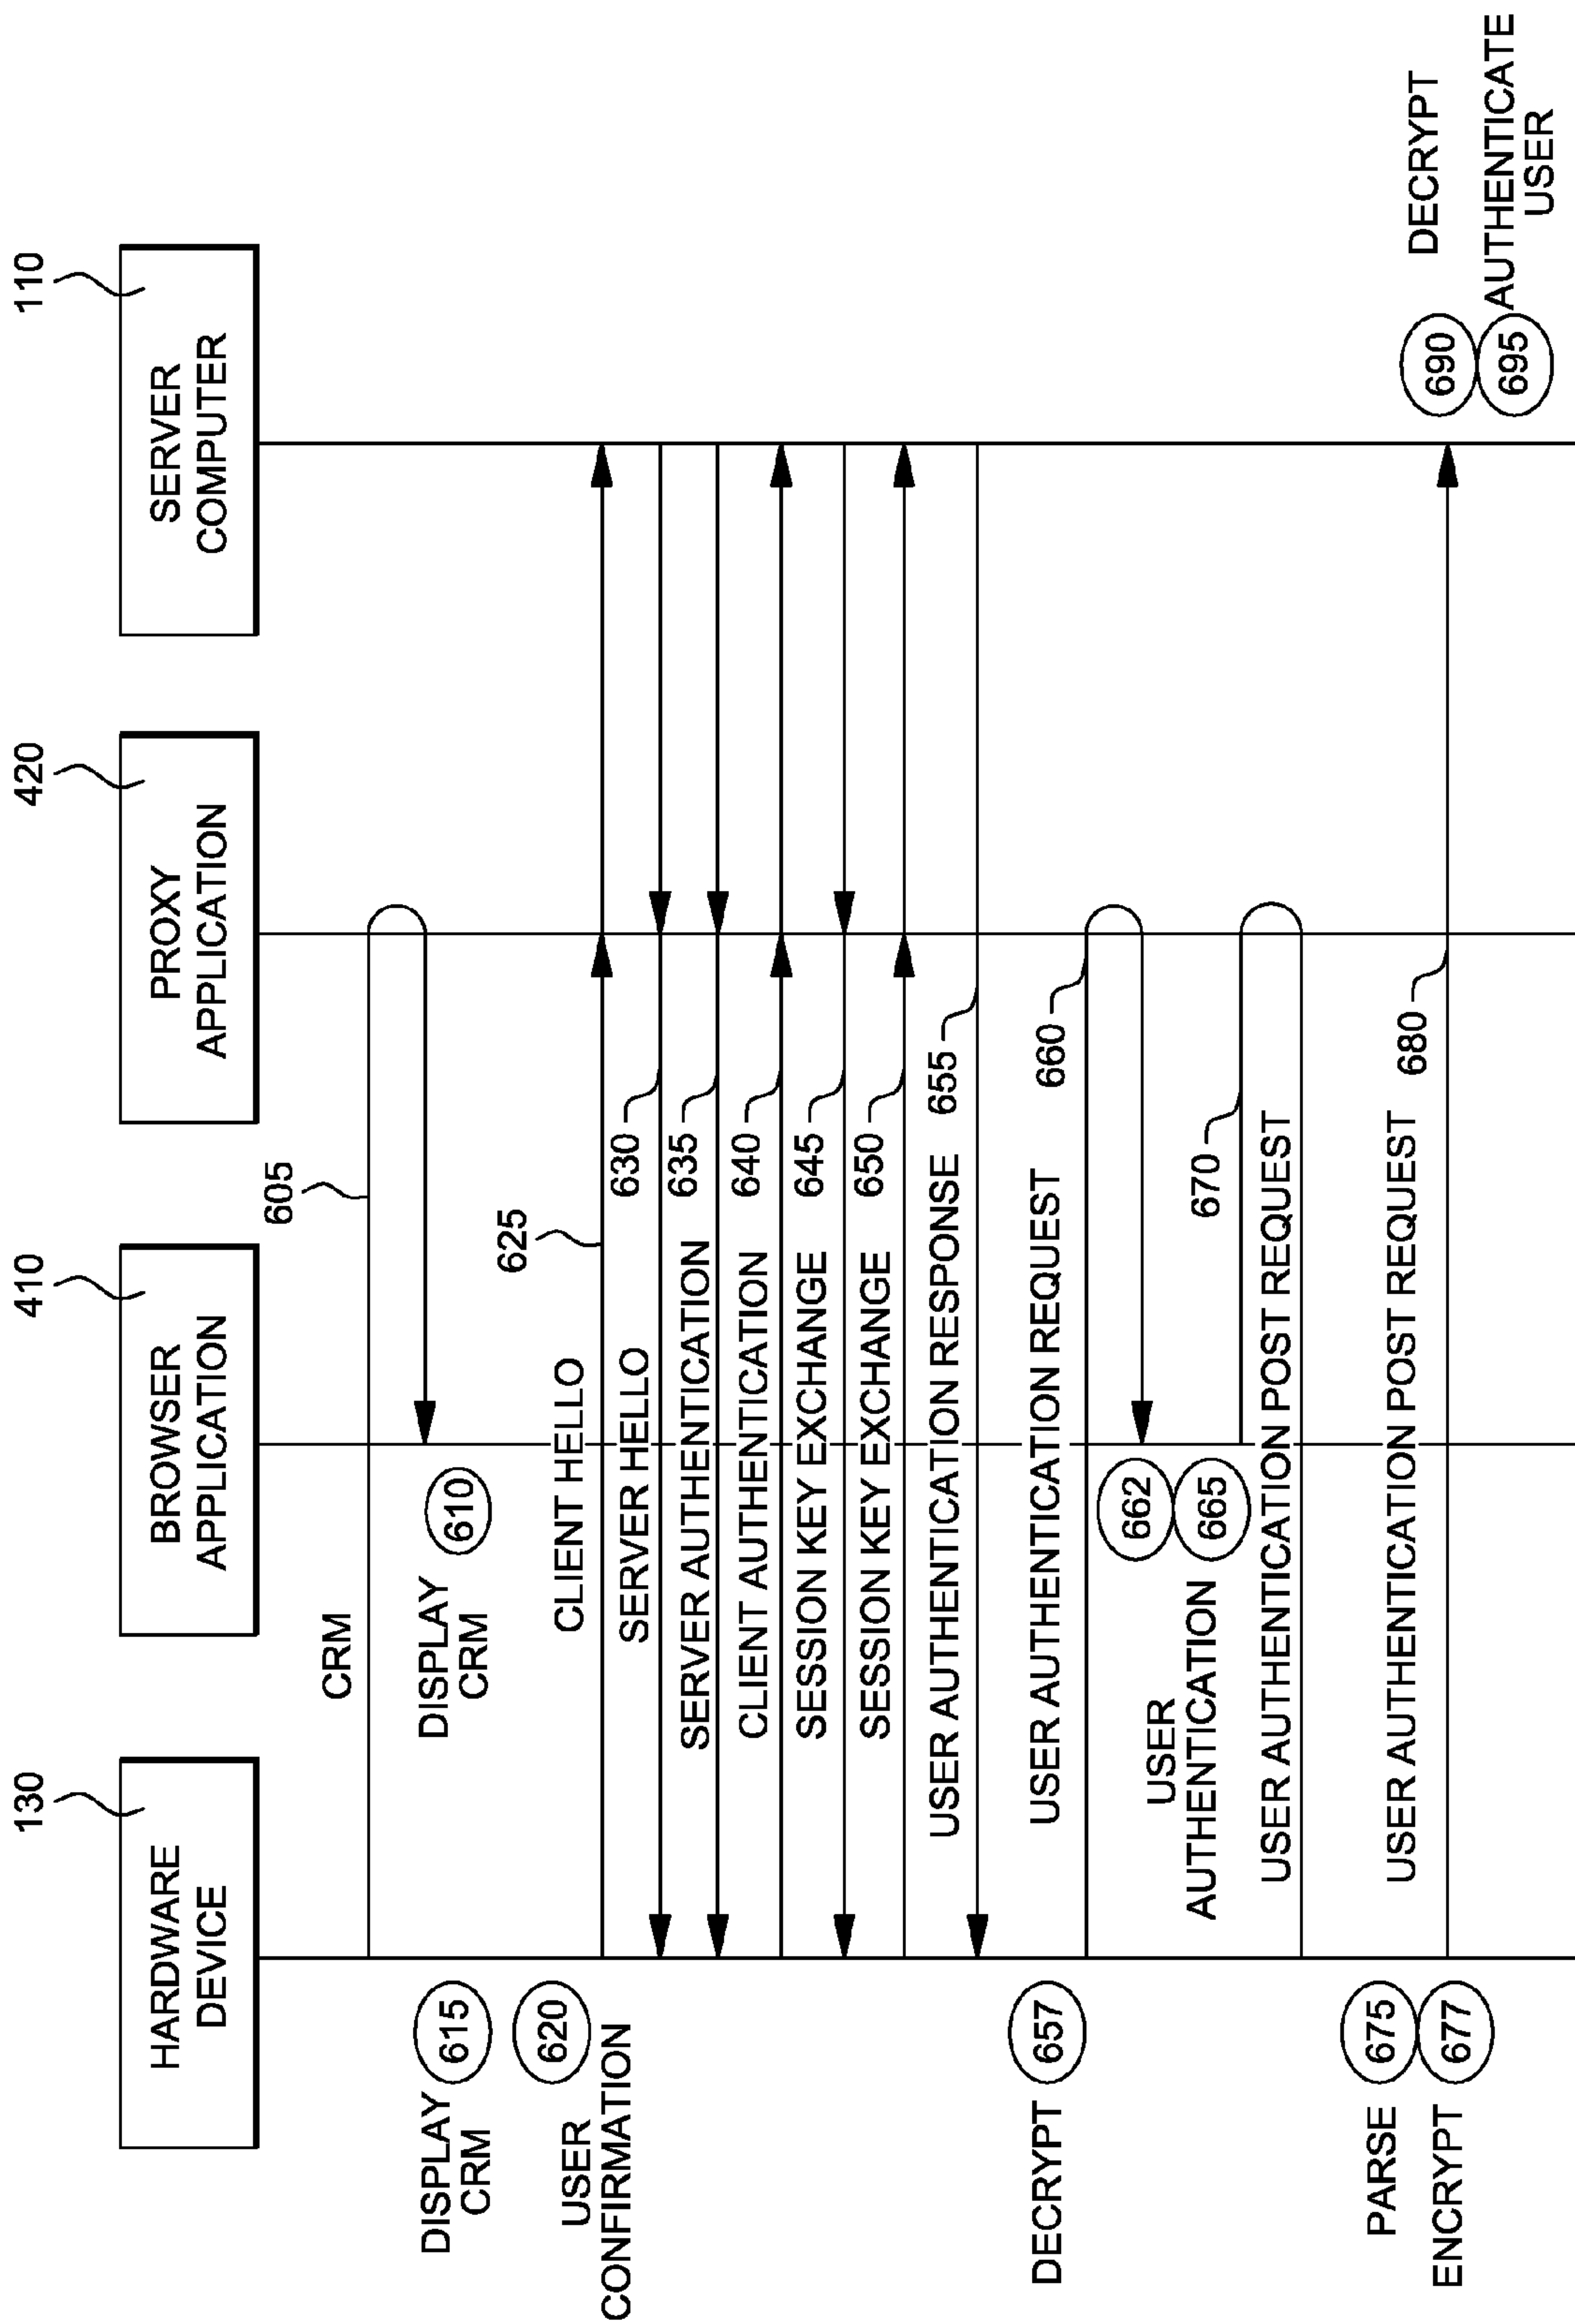 130
HARDWARE
DEVICE
410
BROWSER
APPLICATION
420
PROXY
APPLICATION
110
SERVER
COMPUTER
CRM
605
DISPLAY
CRM
615
DISPLAY
CRM
610
USER
CONFIRMATION
620
CLIENT HELLO
625
SERVER HELLO
630
SERVER AUTHENTICATION
635
CLIENT AUTHENTICATION
640
SESSION KEY EXCHANGE
645
SESSION KEY EXCHANGE
650
USER AUTHENTICATION RESPONSE
655
DECRYPT
657
USER AUTHENTICATION REQUEST
660
662
USER
AUTHENTICATION
665
670
USER AUTHENTICATION POST REQUEST
PARSE
675
ENCRYPT
677
USER AUTHENTICATION POST REQUEST
680
690
DECRYPT
695
AUTHENTICATE
USER